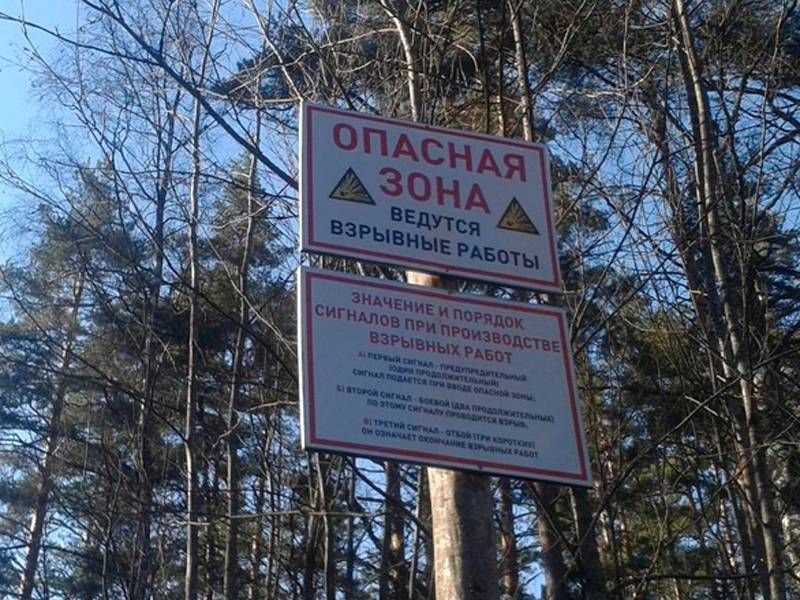 ОПАСНАЯ
ЗОНА
ВЕДУТСЯ
ВЗРЫВНЫЕ РАБОТЫ
ЗНАЧЕНИЕ И ПОРЯДОК
СИГНАЛОВ ПРИ ПРОИЗВОДСТВЕ
ВЗРЫВНЫХ РАБОТ
А) ПЕРВЫЙ СИГНАЛ - ПРЕДУПРЕДИТЕЛЬНЫЙ
(ОДИН ПРОДОЛЖИТЕЛЬНЫЙ)
СИГНАЛ ПОДАЕТСЯ ПРИ ВВОДЕ ОПАСНОЙ ЗОНЫ;
Б) ВТОРОЙ СИГНАЛ - БОЕВОЙ (ДВА ПРОДОЛЖИТЕЛЬНЫХ)
ПО ЭТОМУ СИГНАЛУ ПРОВОДИТСЯ ВЗРЫВ;
В) ТРЕТИЙ СИГНАЛ - ОТБОЙ (ТРИ КОРОТКИХ)
ОН ОЗНАЧАЕТ ОКОНЧАНИЕ ВЗРЫВНЫХ РАБОТ